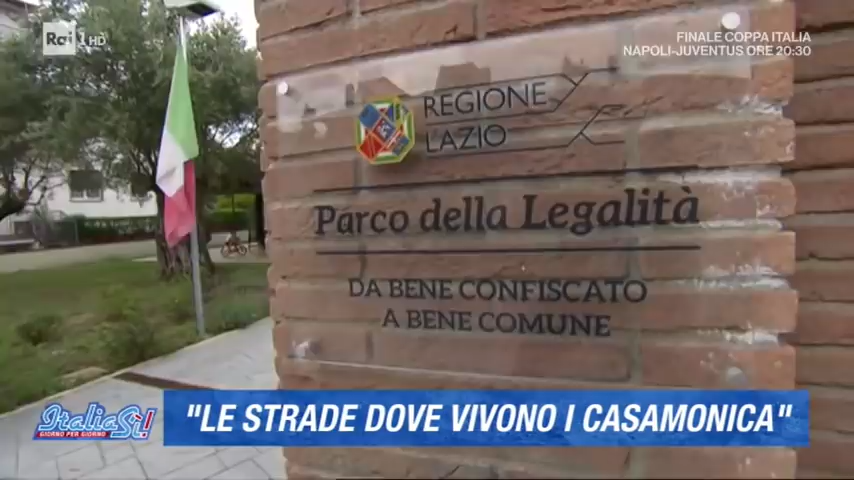 Rai 1 HD
FINALE COPPA ITALIA
NAPOLI-JUVENTUS ORE 20:30
REGIONE
LAZIO
Parco della Legalità
DA BENE CONFISCATO
A BENE COMUNE
ItaliaSì!
GIORNO PER GIORNO
"LE STRADE DOVE VIVONO I CASAMONICA"